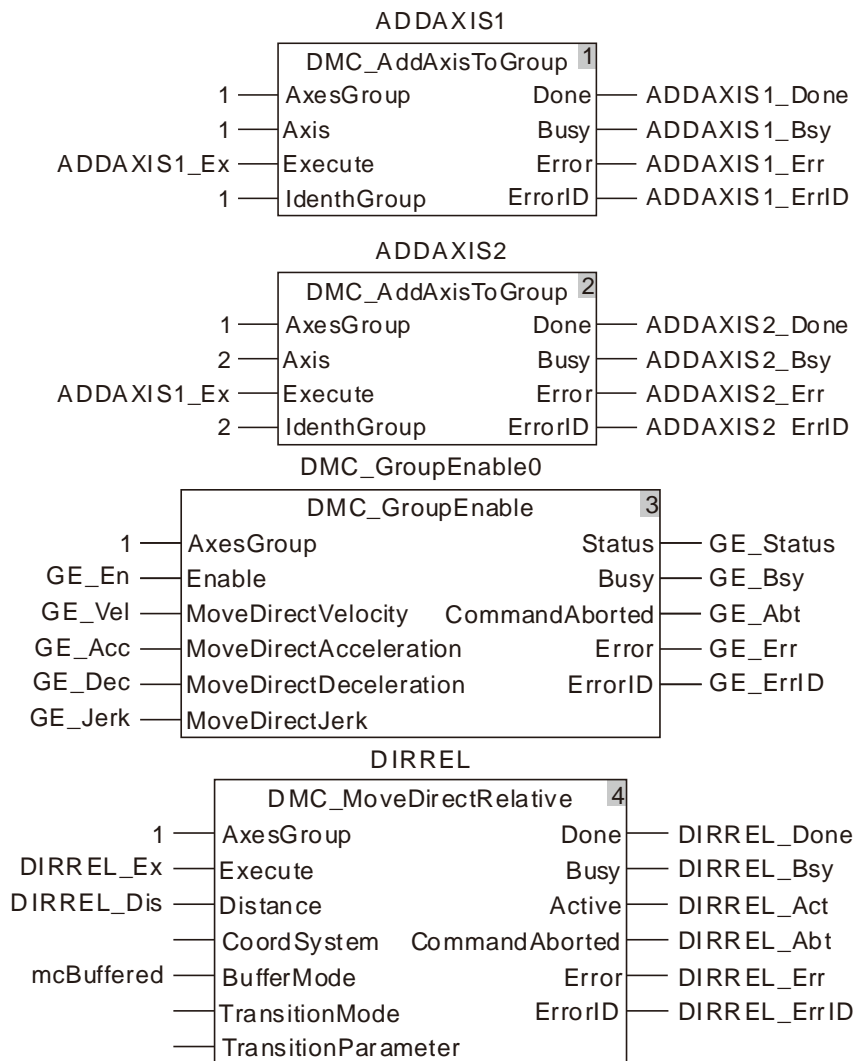 ADDAXIS1
DMC_AddAxisToGroup 1
1 AxesGroup Done ADDAXIS1_Done
1 Axis Busy ADDAXIS1_Bsy
ADDAXIS1_Ex Execute Error ADDAXIS1_Err
1 IdenthGroup ErrorID ADDAXIS1_ErrID
ADDAXIS2
DMC_AddAxisToGroup 2
1 AxesGroup Done ADDAXIS2_Done
2 Axis Busy ADDAXIS2_Bsy
ADDAXIS1_Ex Execute Error ADDAXIS2_Err
2 IdenthGroup ErrorID ADDAXIS2 ErrID
DMC_GroupEnable0
DMC_GroupEnable 3
1 AxesGroup Status GE_Status
GE_En Enable Busy GE_Bsy
GE_Vel MoveDirectVelocity CommandAborted GE_Abt
GE_Acc MoveDirectAcceleration Error GE_Err
GE_Dec MoveDirectDeceleration ErrorID GE_ErrID
GE_Jerk MoveDirectJerk
DIRREL
DMC_MoveDirectRelative 4
1 AxesGroup Done DIRREL_Done
DIRREL_Ex Execute Busy DIRREL_Bsy
DIRREL_Dis Distance Active DIRREL_Act
CoordSystem CommandAborted DIRREL_Abt
mcBuffered BufferMode Error DIRREL_Err
TransitionMode ErrorID DIRREL_ErrID
TransitionParameter